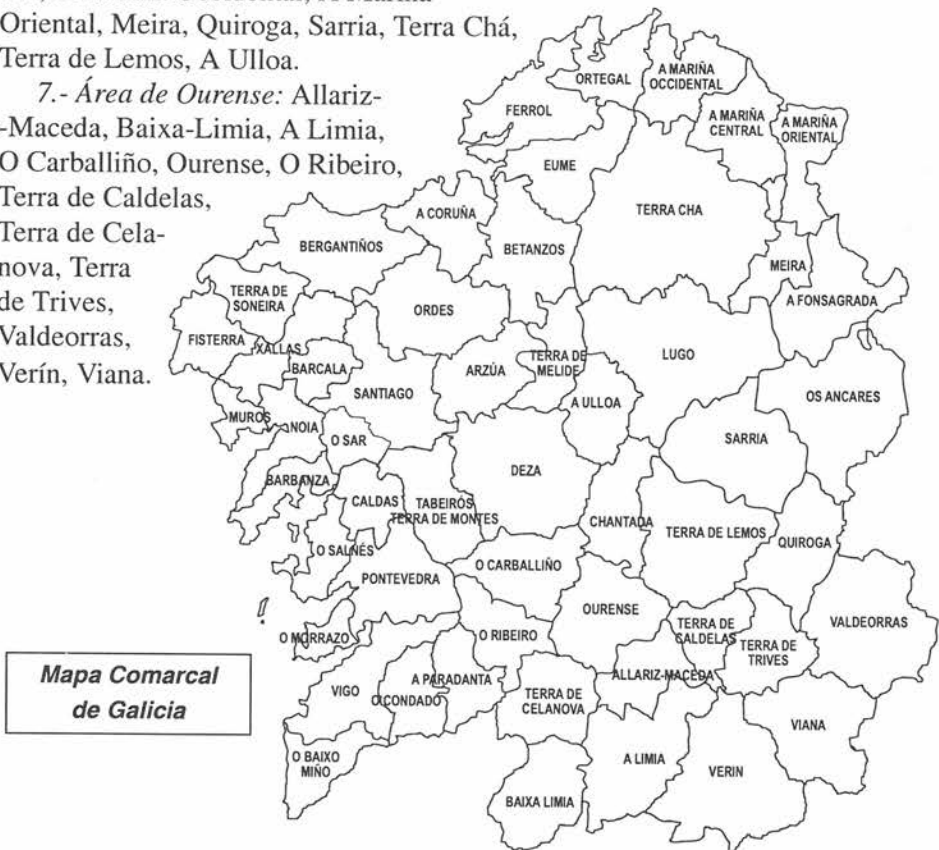 Oriental, Meira, Quiroga, Sarria, Terra Chá,
Terra de Lemos, A Ulloa.
7.- Área de Ourense: Allariz-
-Maceda, Baixa-Limia, A Limia,
O Carballiño, Ourense, O Ribeiro,
Terra de Caldelas,
Terra de Cela-
nova, Terra
de Trives,
Valdeorras,
Verín, Viana.
ORTEGAL
A MARIÑA
OCCIDENTAL
FERROL
A MARIÑA
CENTRAL
A MARIÑA
ORIENTAL
EUME
A CORUÑA
TERRA CHA
BERGANTIÑOS
BETANZOS
MEIRA
TERRA DE
SONEIRA
ORDES
A FONSAGRADA
FISTERRA
XALLAS
BARCALA
SANTIAGO
ARZÚA
TERRA DE
MELIDE
LUGO
A ULLOA
OS ANCARES
MUROS
NOIA
O SAR
SARRIA
DEZA
BARBANZA
CALDAS
TABEIRÓS
TERRA DE MONTES
CHANTADA
TERRA DE LEMOS
QUIROGA
O SALNÉS
PONTEVEDRA
O CARBALLIÑO
OURENSE
TERRA DE
CALDELAS
VALDEORRAS
O MORRAZO
O RIBEIRO
TERRA DE
TRIVES
ALLARIZ-MACEDA
Mapa Comarcal
de Galicia
VIGO
O CONDADO
A PARADANTA
TERRA DE
CELANOVA
VIANA
O BAIXO
MIÑO
A LIMIA
VERIN
BAIXA LIMIA